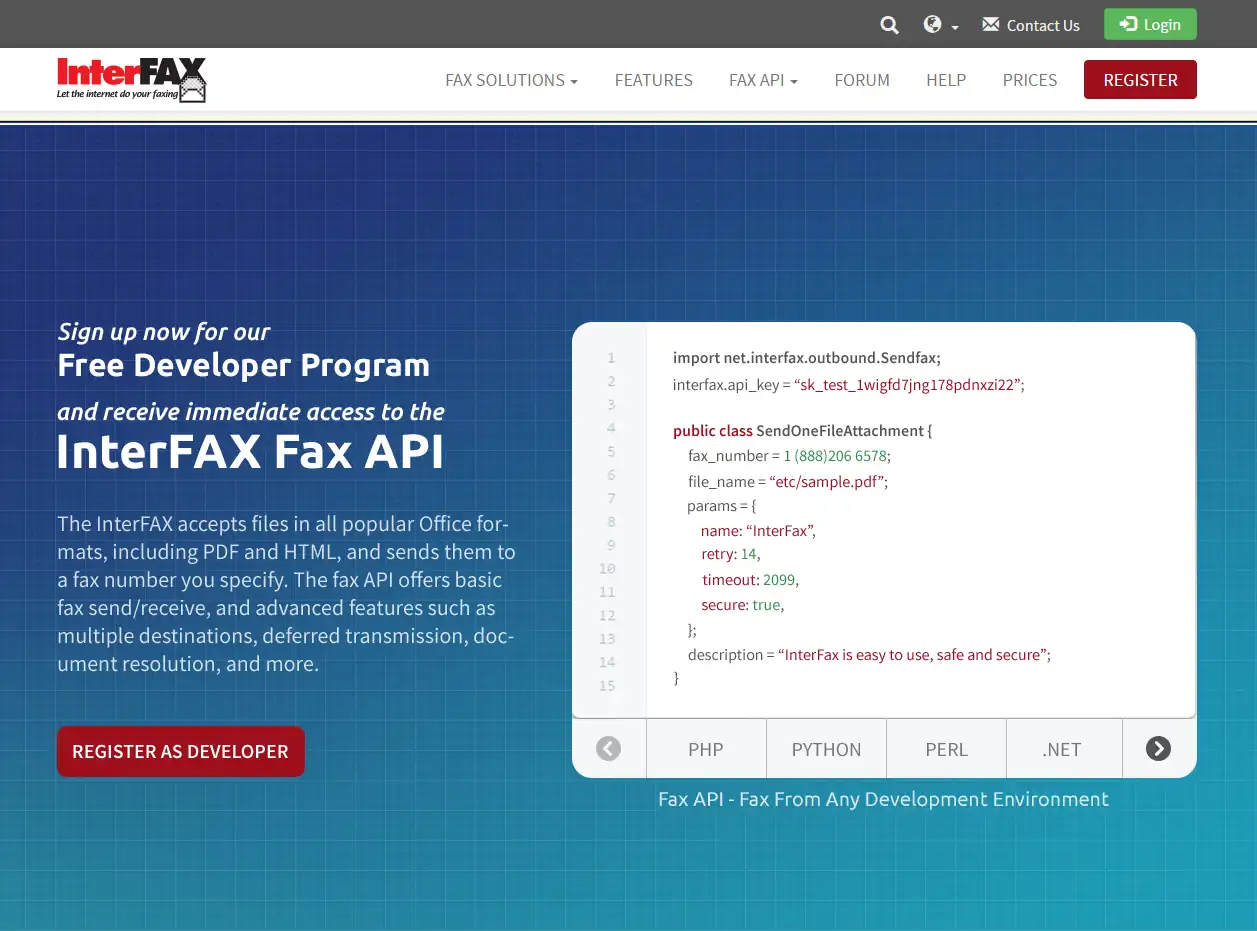 Contact Us
Login
InterFAX
Let the internet do your faxing
FAX SOLUTIONS
FEATURES
FAX API
FORUM
HELP
PRICES
REGISTER
Sign up now for our
Free Developer Program
and receive immediate access to the
InterFAX Fax API
The InterFAX accepts files in all popular Office for-
mats, including PDF and HTML, and sends them to
a fax number you specify. The fax API offers basic
fax send/receive, and advanced features such as
multiple destinations, deferred transmission, doc-
ument resolution, and more.
REGISTER AS DEVELOPER
1
2
3
4
5
6
7
8
9
10
11
12
13
14
15
import net.interfax.outbound.Sendfax;
interfax.api_key = “sk_test_1wigfd7jng178pdnxzi22”;
public class SendOneFileAttachment {
fax_number = 1 (888)206 6578;
file_name = “etc/sample.pdf”;
params = {
name: “InterFax”,
retry: 14,
timeout: 2099,
secure: true,
};
description = “InterFax is easy to use, safe and secure”;
}
PHP
PYTHON
PERL
.NET
Fax API - Fax From Any Development Environment